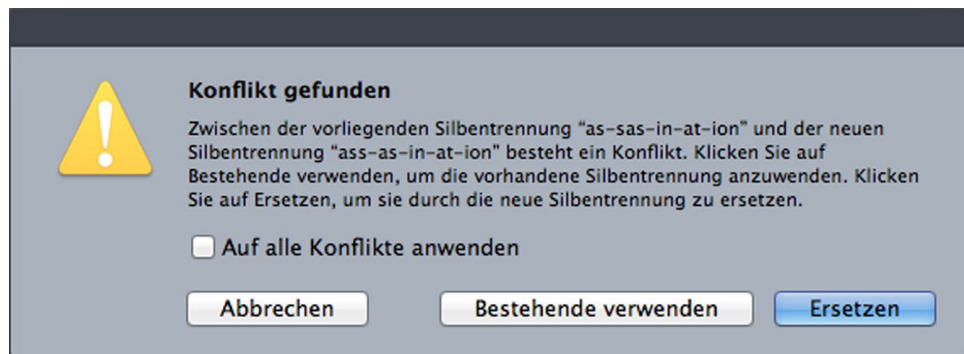 Konflikt gefunden
Zwischen der vorliegenden Silbentrennung “as-sas-in-at-ion” und der neuen
Silbentrennung “ass-as-in-at-ion” besteht ein Konflikt. Klicken Sie auf
Bestehende verwenden, um die vorhandene Silbentrennung anzuwenden. Klicken
Sie auf Ersetzen, um sie durch die neue Silbentrennung zu ersetzen.
Auf alle Konflikte anwenden
Abbrechen Bestehende verwenden Ersetzen